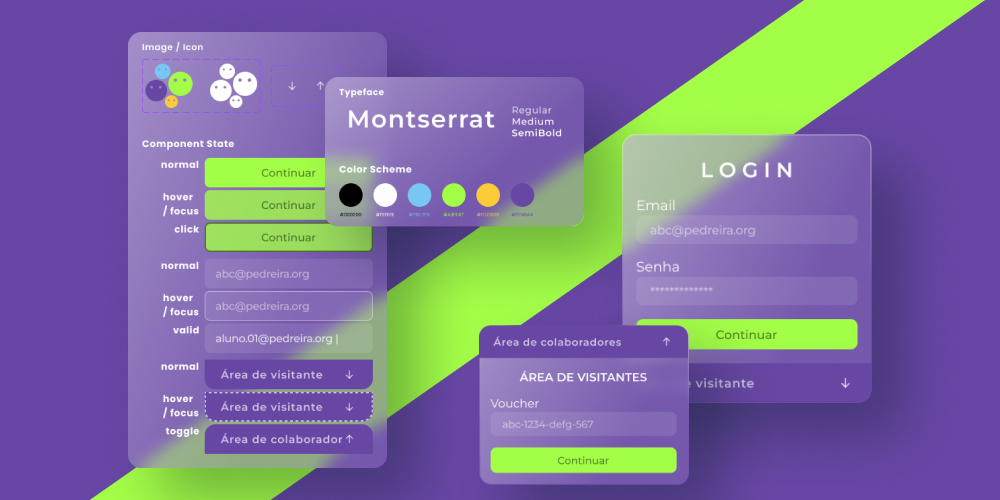 Image / Icon
Component State
normal
Continuar
hover
/ focus
Continuar
click
Continuar
normal
abc@pedreira.org
hover
/ focus
abc@pedreira.org
valid
aluno.01@pedreira.org |
normal
Área de visitante ↓
hover
/ focus
Área de visitante ↓
toggle
Área de colaborador ↑
Typeface
Montserrat
Regular
Medium
SemiBold
Color Scheme
#000000
LOGIN
Email
abc@pedreira.org
Senha
*************
Continuar
visitante ↓
Área de colaboradores ↑
ÁREA DE VISITANTES
Voucher
abc-1234-defg-567
Continuar